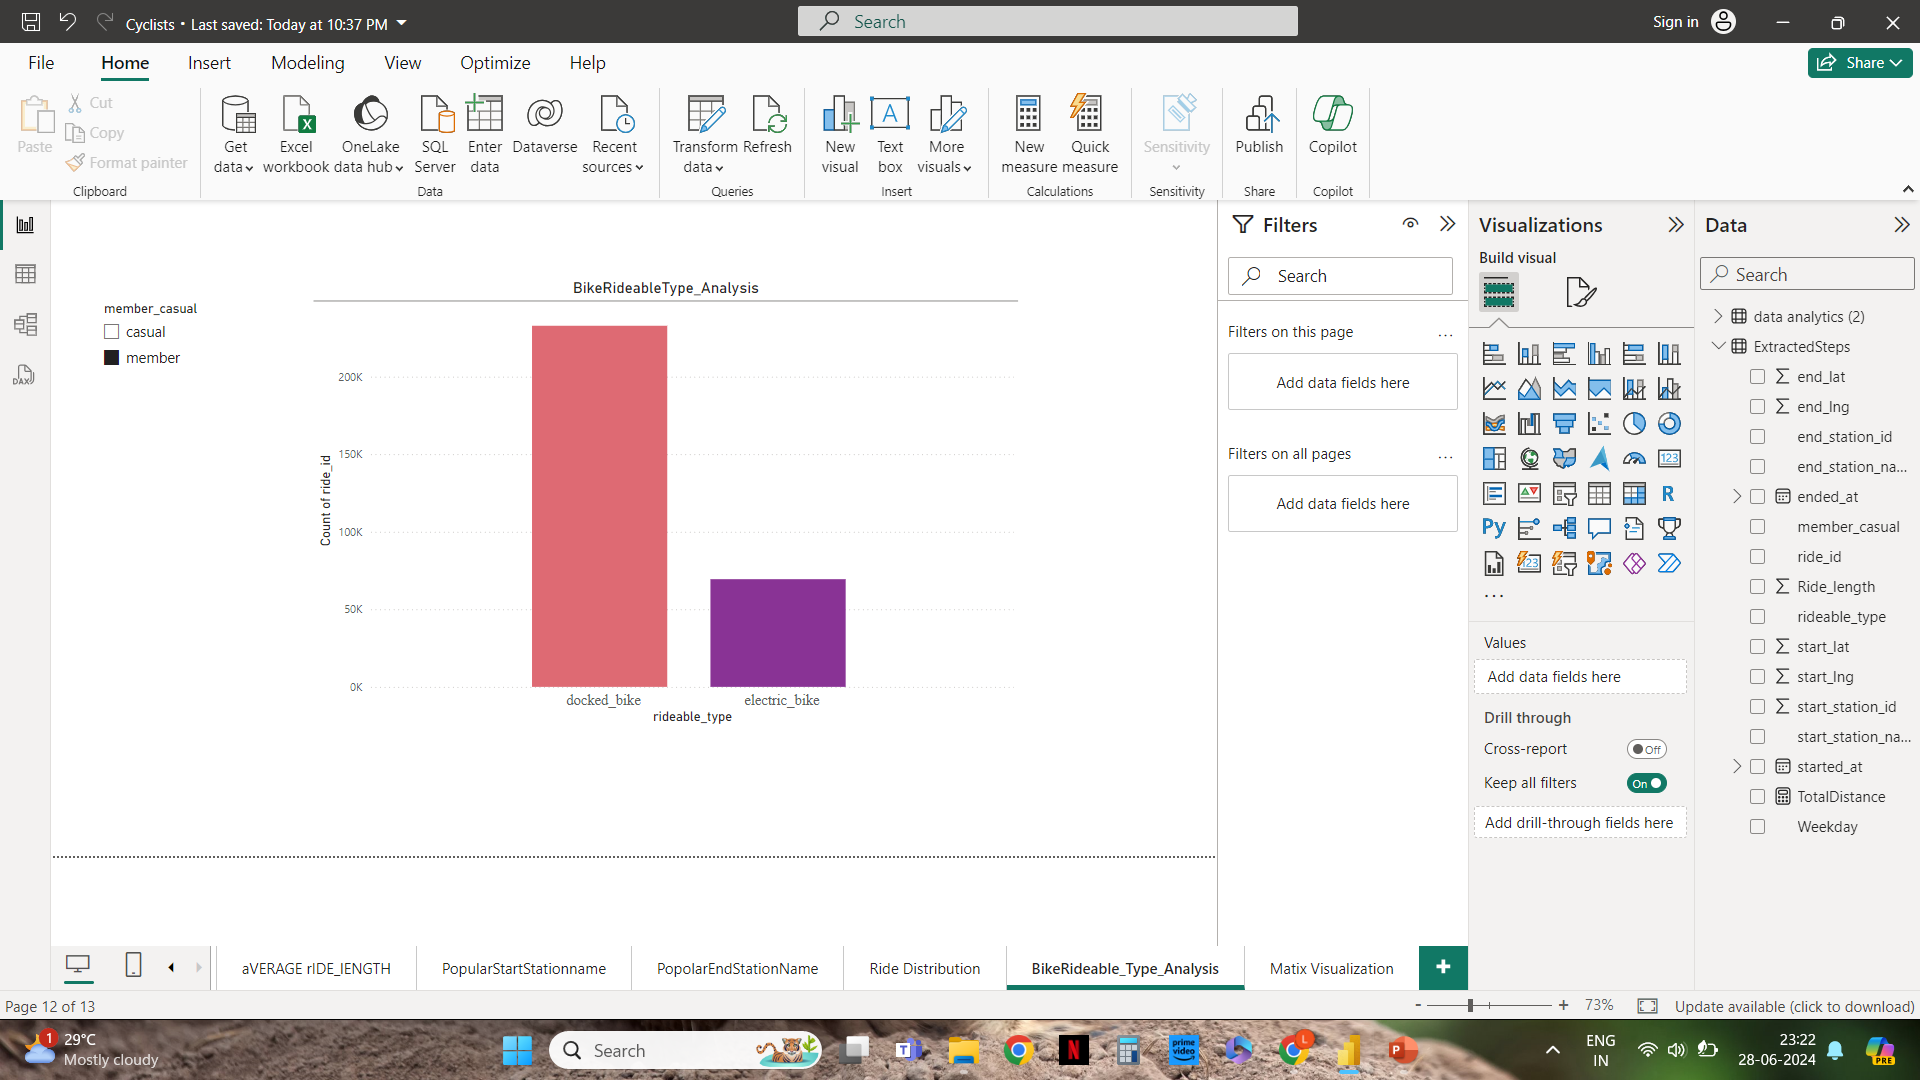 Cyclists • Last saved: Today at 10:37 PM
Search
Sign in
File
Home
Insert
Modeling
View
Optimize
Help
Share
Paste
Cut
Copy
Format painter
Clipboard
Get data
Excel workbook
OneLake data hub
SQL Server
Enter data
Dataverse
Recent sources
Data
Transform data
Refresh
Queries
New visual
Text box
More visuals
Insert
New measure
Quick measure
Calculations
Sensitivity
Sensitivity
Publish
Share
Copilot
Copilot
DAX
member_casual
casual
member
BikeRideableType_Analysis
Count of ride_id
200K
150K
100K
50K
0K
docked_bike
electric_bike
rideable_type
Filters
Search
Filters on this page
...
Add data fields here
Filters on all pages
...
Add data fields here
Visualizations
Build visual
123
R
Py
123
...
Values
Add data fields here
Drill through
Cross-report
Off
Keep all filters
On
Add drill-through fields here
Data
Search
data analytics (2)
ExtractedSteps
end_lat
end_lng
end_station_id
end_station_na...
ended_at
member_casual
ride_id
Ride_length
rideable_type
start_lat
start_lng
start_station_id
start_station_na...
started_at
TotalDistance
Weekday
aVERAGE rIDE_lENGTH
PopularStartStationname
PopolarEndStationName
Ride Distribution
BikeRideable_Type_Analysis
Matix Visualization
+
Page 12 of 13
- + 73%
Update available (click to download)
1
29°C
Mostly cloudy
Search
N
prime video
L
P
ENG
IN
23:22
28-06-2024
PRE